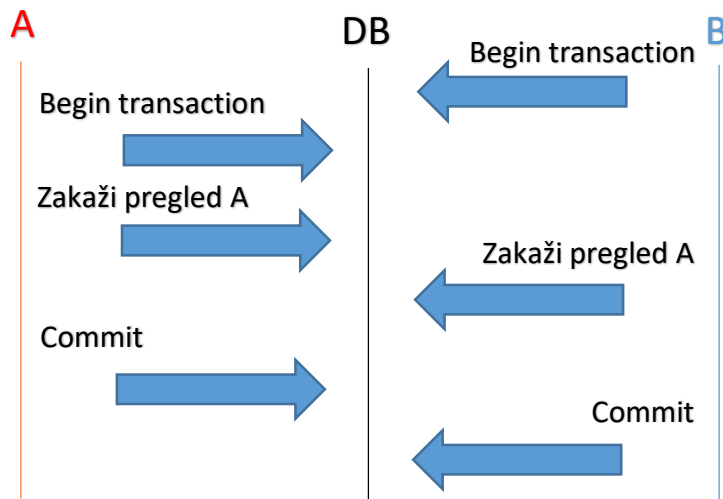 A
DB
B
Begin transaction
Begin transaction
Zakaži pregled A
Zakaži pregled A
Commit
Commit